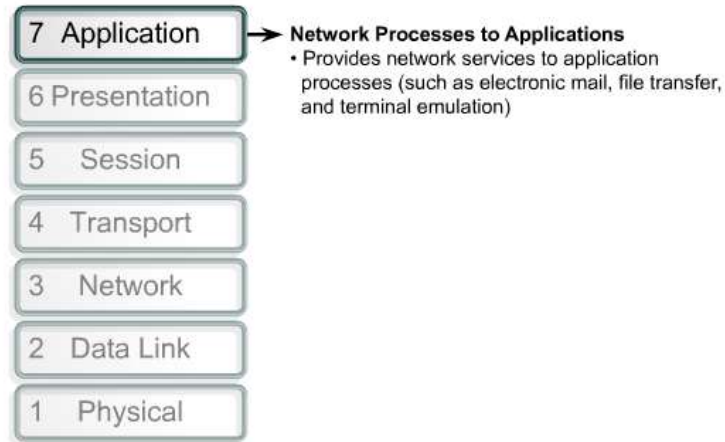 7 Application
Network Processes to Applications
• Provides network services to application
processes (such as electronic mail, file transfer,
and terminal emulation)
6 Presentation
5 Session
4 Transport
3 Network
2 Data Link
1 Physical